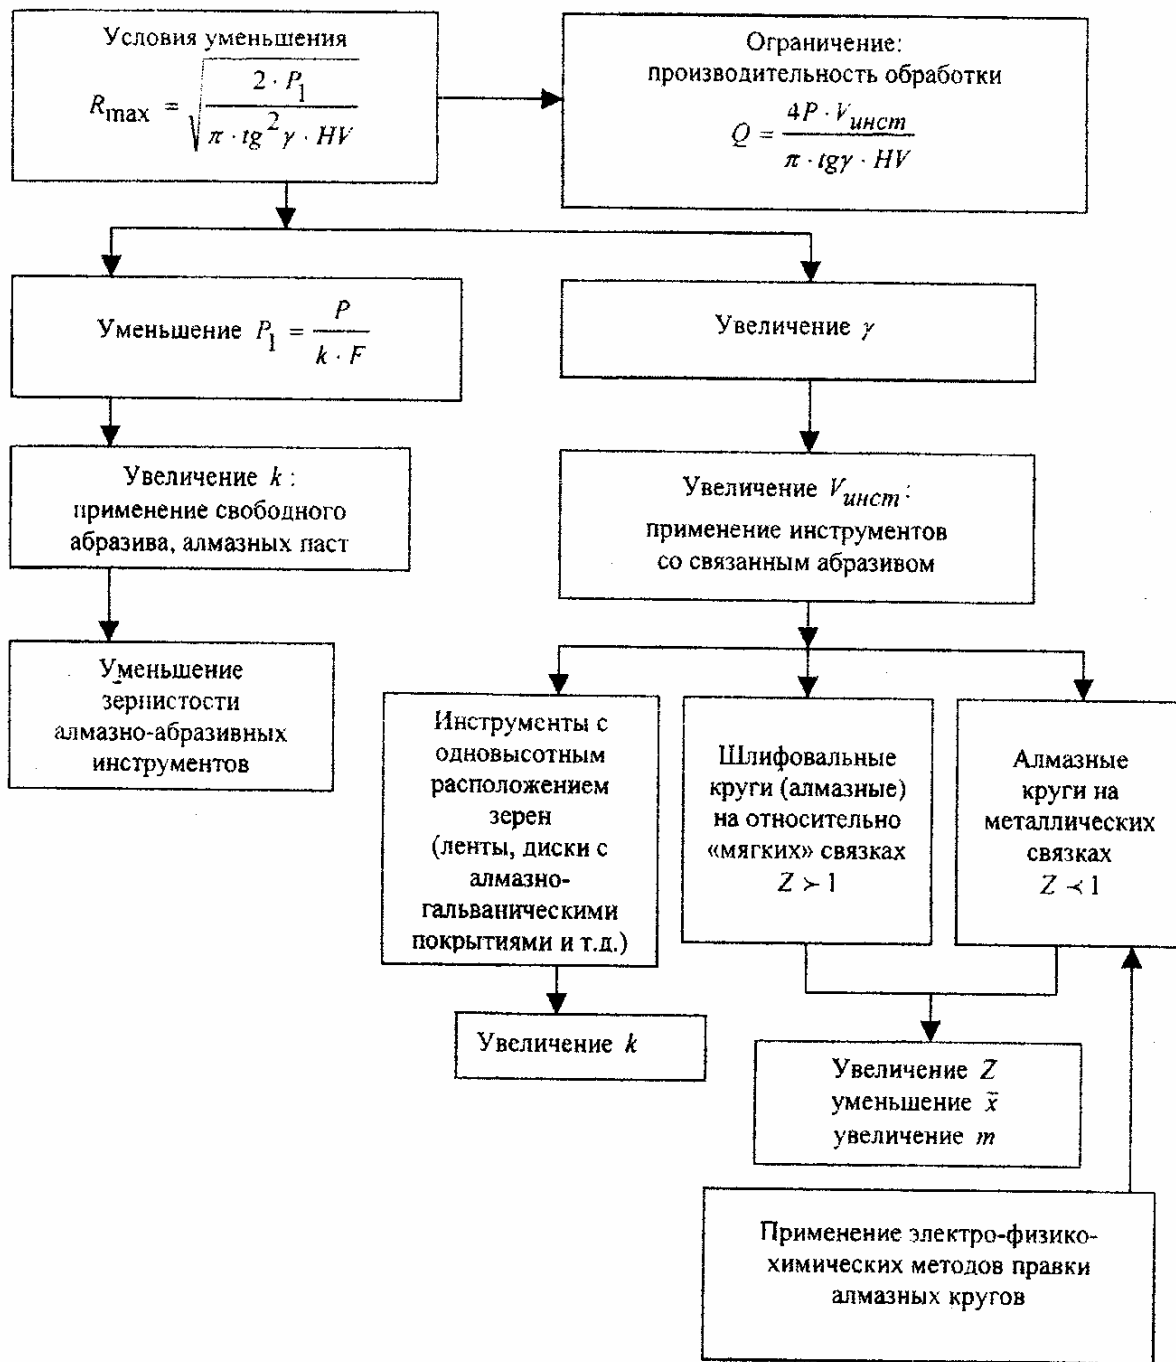 Условия уменьшения
R_max = √(2 · P_1 / (π · tg^2 γ · HV))
Ограничение:
производительность обработки
Q = 4P · V_инст / (π · tgγ · HV)
Уменьшение P_1 = P / (k · F)
Увеличение γ
Увеличение k :
применение свободного
абразива, алмазных паст
Увеличение V_инст :
применение инструментов
со связанным абразивом
Уменьшение
зернистости
алмазно-абразивных
инструментов
Инструменты с
одновысотным
расположением
зерен
(ленты, диски с
алмазно-
гальваническими
покрытиями и т.д.)
Шлифовальные
круги (алмазные)
на относительно
«мягких» связках
Z ≻ 1
Алмазные
круги на
металлических
связках
Z ≺ 1
Увеличение k
Увеличение Z
уменьшение x̄
увеличение m
Применение электро-физико-
химических методов правки
алмазных кругов